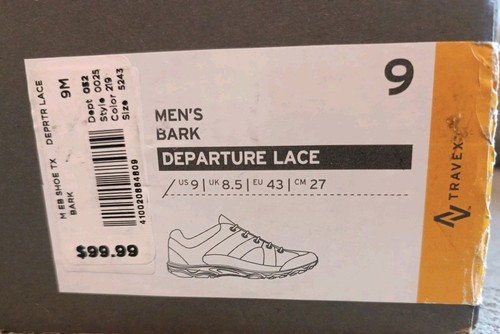 M EB SHOE TX DEPRTR LACE
BARK 9M
Dept 082
Style 0025
Color 219
Size 5243
410020884809
$99.99
MEN'S
BARK
DEPARTURE LACE
US 9 | UK 8.5 | EU 43 | CM 27
9
TRAVEX